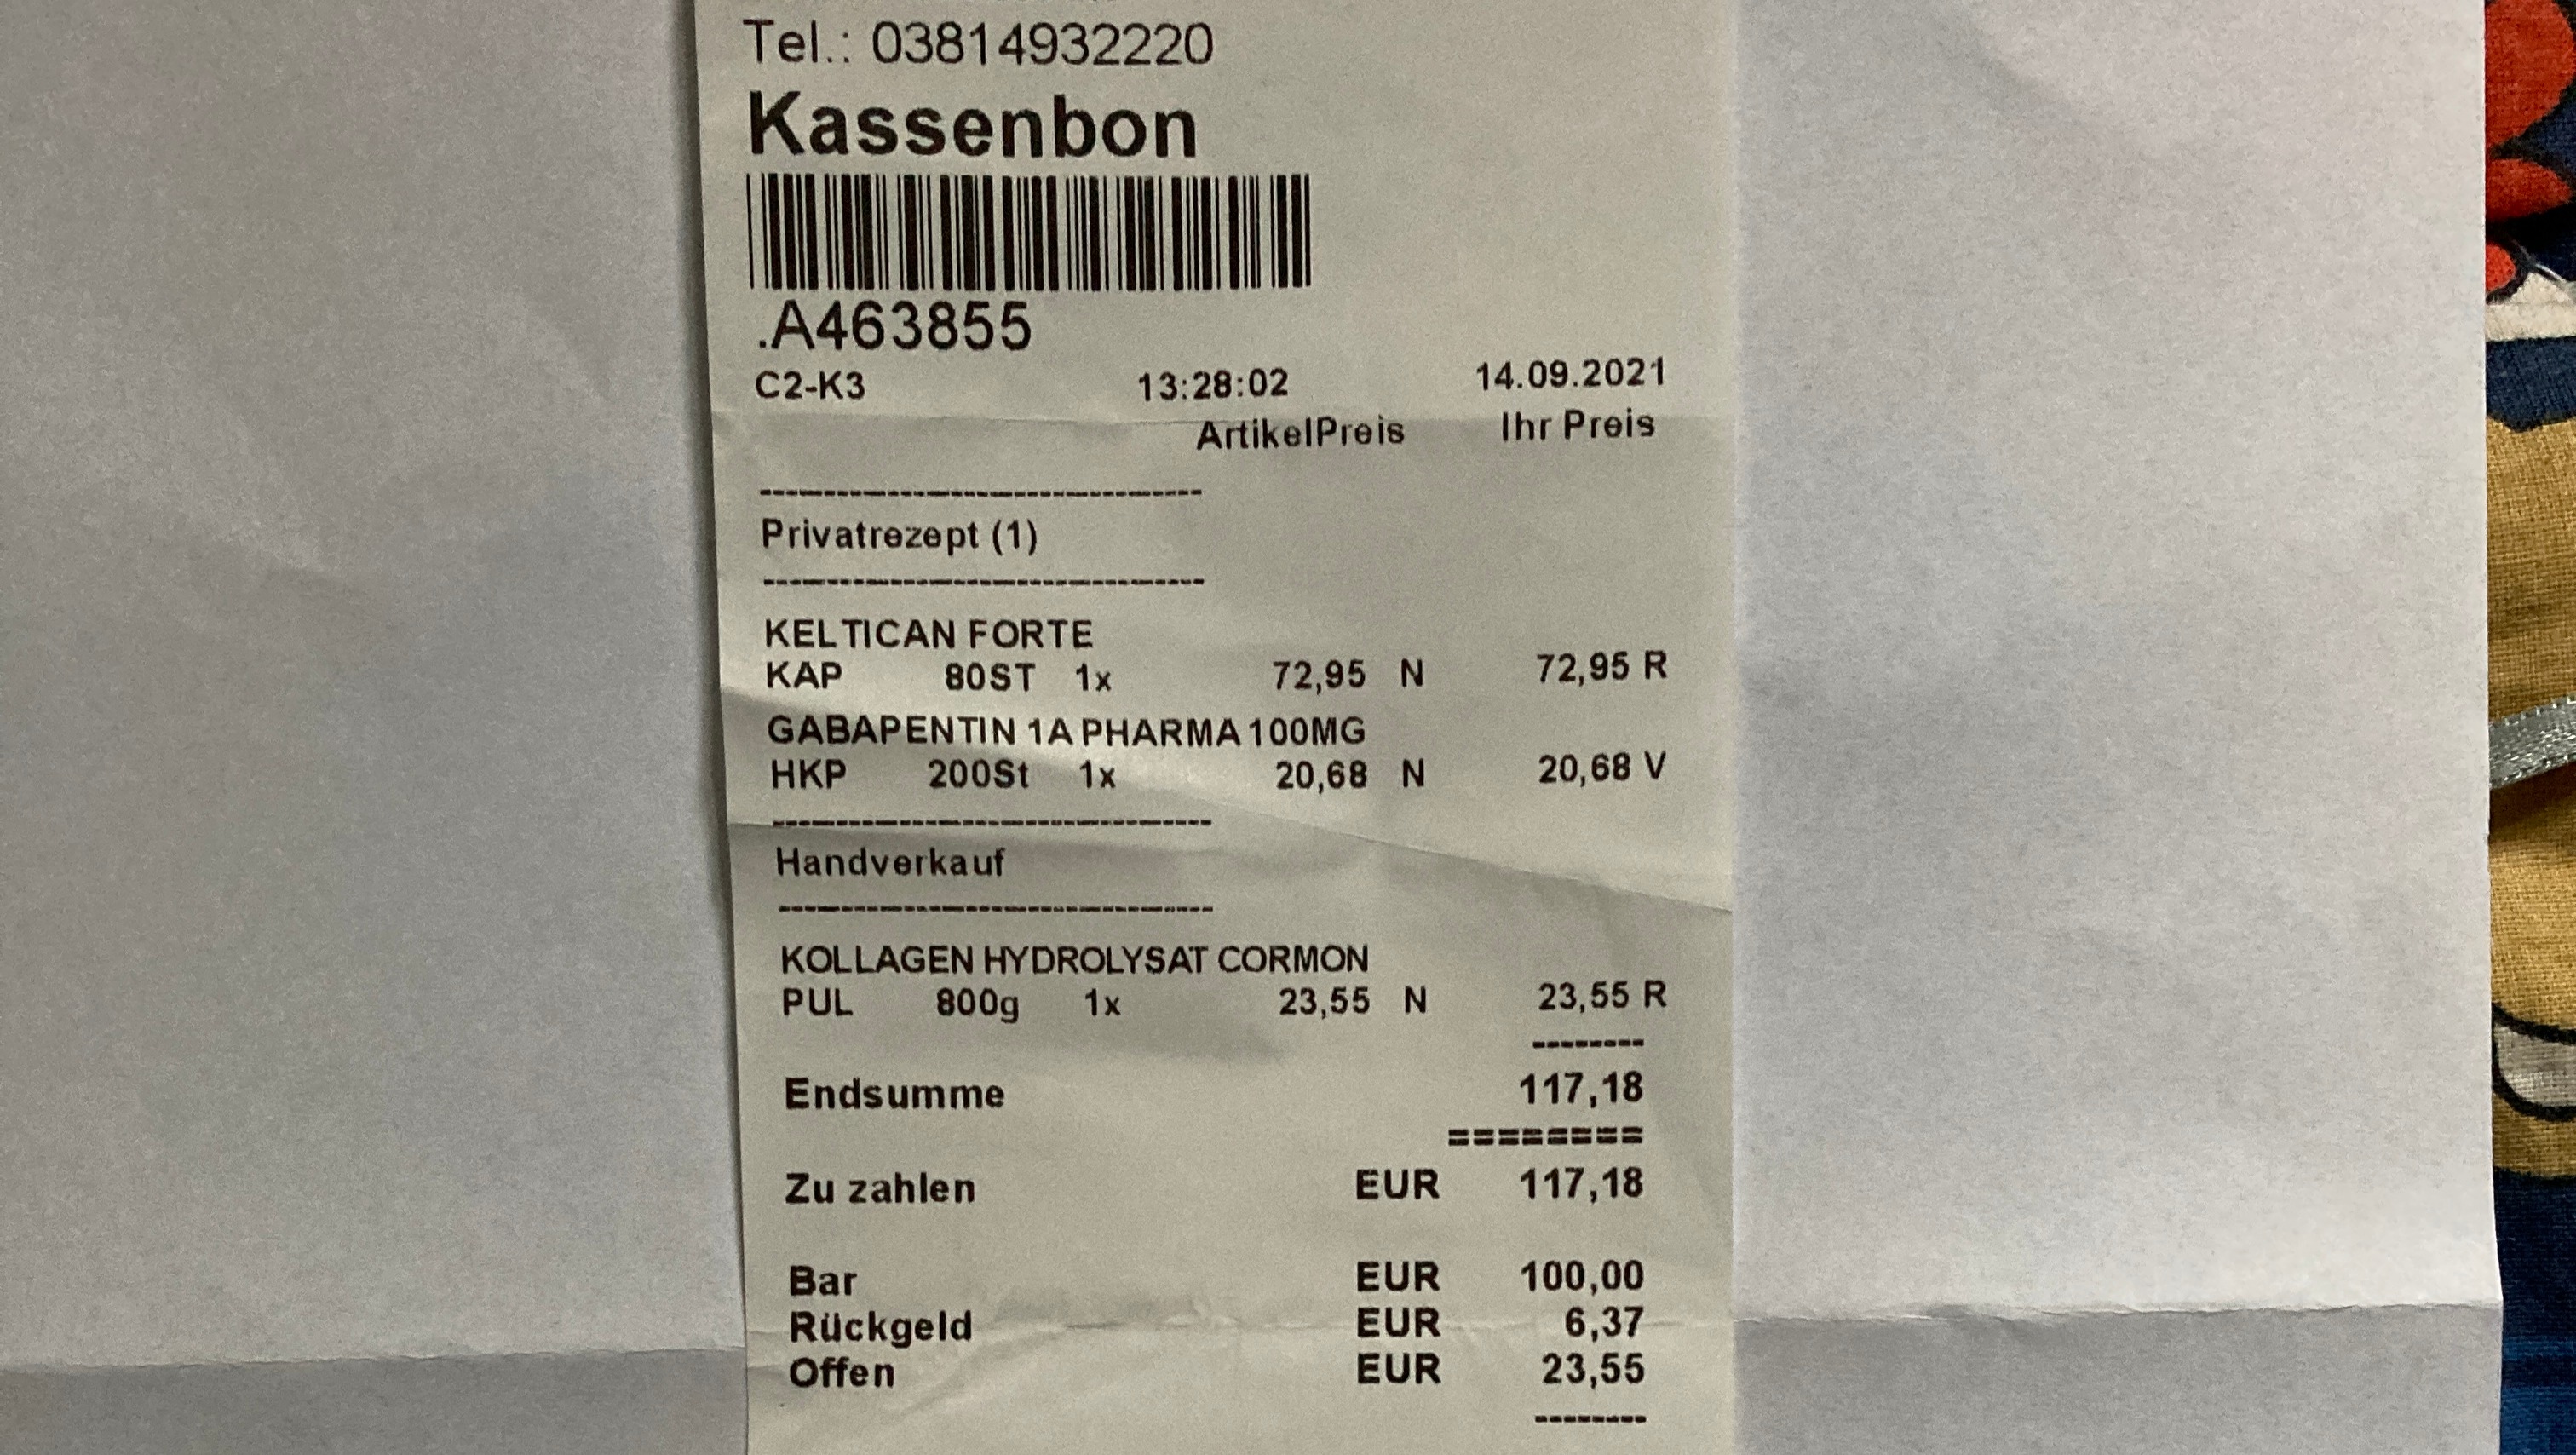 Tel.: 03814932220
Kassenbon
.A463855
C2-K3 13:28:02 14.09.2021
ArtikelPreis Ihr Preis
---------------------------------
Privatrezept (1)
---------------------------------
KELTICAN FORTE
KAP 80ST 1x 72,95 N 72,95 R
GABAPENTIN 1A PHARMA 100MG
HKP 200St 1x 20,68 N 20,68 V
---------------------------------
Handverkauf
---------------------------------
KOLLAGEN HYDROLYSAT CORMON
PUL 800g 1x 23,55 N 23,55 R
--------
Endsumme 117,18
========
Zu zahlen EUR 117,18
Bar EUR 100,00
Rückgeld EUR 6,37
Offen EUR 23,55
--------